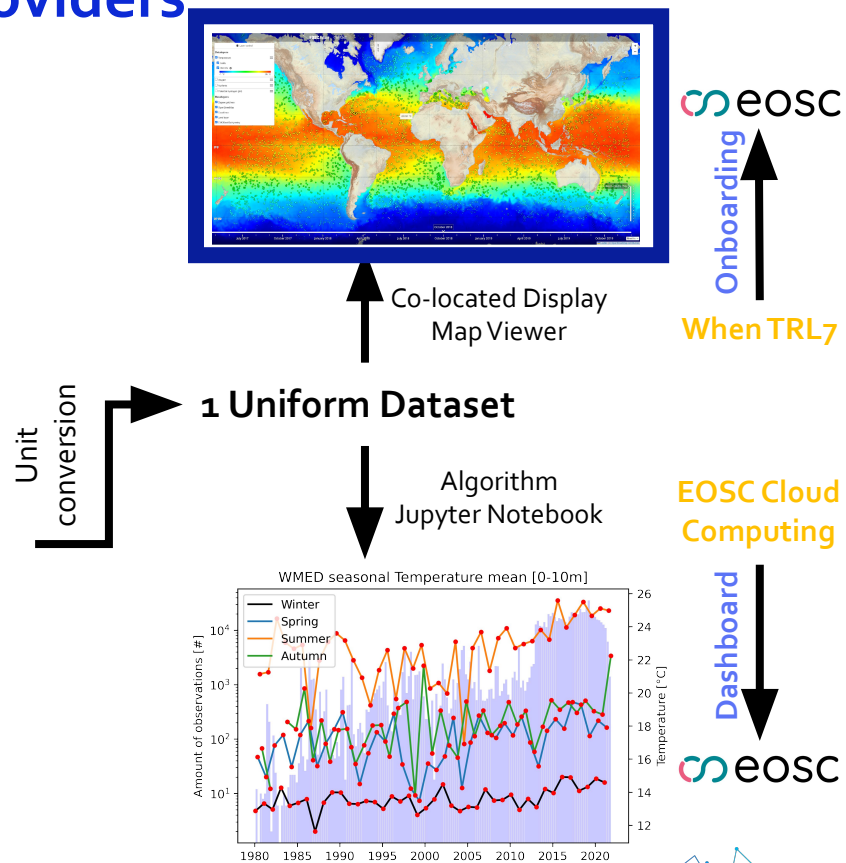 oviders
eosc
Onboarding
When TRL7
Co-located Display
Map Viewer
Unit
conversion
1 Uniform Dataset
Algorithm
Jupyter Notebook
EOSC Cloud
Computing
Dashboard
eosc
WMED seasonal Temperature mean [0-10m]
Winter
Spring
Summer
Autumn
Amount of observations [#]
10⁴
10³
10²
10¹
Temperature [°C]
26
24
22
20
18
16
14
12
1980 1985 1990 1995 2000 2005 2010 2015 2020